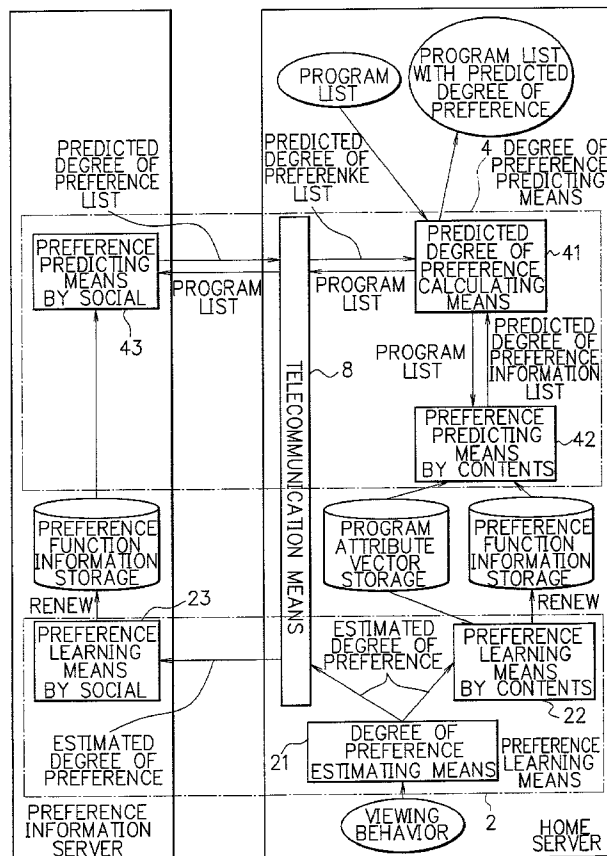 PROGRAM
LIST
PROGRAM LIST
WITH PREDICTED
DEGREE OF
PREFERENCE
PREDICTED
DEGREE OF
PREFERENCE
LIST
PREDICTED
DEGREE OF
PREFERENKE
LIST
4 DEGREE OF
PREFERENCE
PREDICTING
MEANS
PREFERENCE
PREDICTING
MEANS
BY SOCIAL
43
PROGRAM
LIST
PROGRAM
LIST
PREDICTED
DEGREE OF
PREFERENCE
CALCULATING
MEANS
41
TELECOMMUNICATION MEANS
8
PROGRAM
LIST
PREDICTED
DEGREE OF
PREFERENCE
INFORMATION
LIST
PREFERENCE
PREDICTING
MEANS
BY CONTENTS
42
PREFERENCE
FUNCTION
INFORMATION
STORAGE
PROGRAM
ATTRIBUTE
VECTOR
STORAGE
PREFERENCE
FUNCTION
INFORMATION
STORAGE
RENEW
23
RENEW
PREFERENCE
LEARNING
MEANS
BY SOCIAL
ESTIMATED
DEGREE OF
PREFERENCE
PREFERENCE
LEARNING
MEANS
BY CONTENTS
22
ESTIMATED
DEGREE OF
PREFERENCE
21
DEGREE OF
PREFERENCE
ESTIMATING MEANS
PREFERENCE
LEARNING
MEANS
2
VIEWING
BEHAVIOR
PREFERENCE
INFORMATION
SERVER
HOME
SERVER